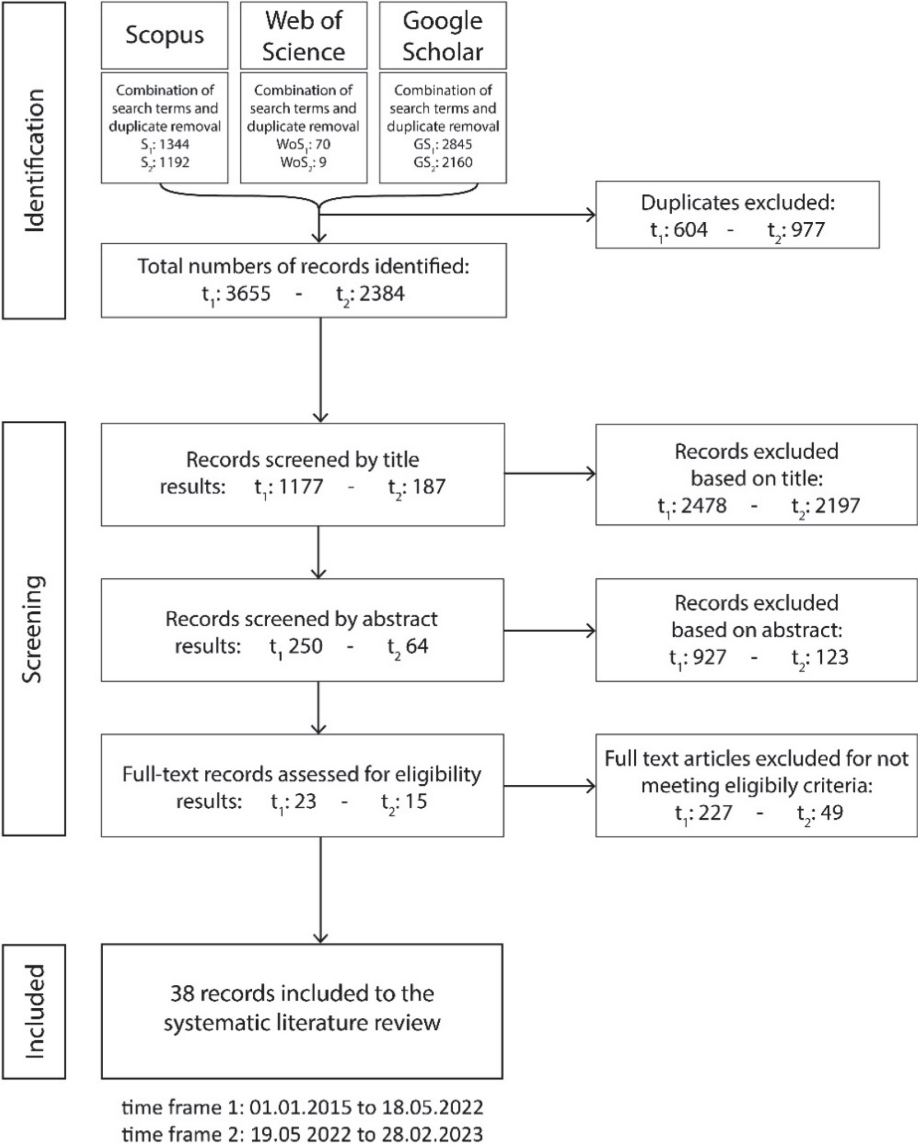 Identification
Scopus
Combination of
search terms and
duplicate removal
S₁: 1344
S₂: 1192
Web of
Science
Combination of
search terms and
duplicate removal
WoS₁: 70
WoS₂: 9
Google
Scholar
Combination of
search terms and
duplicate removal
GS₁: 2845
GS₂: 2160
Duplicates excluded:
t₁: 604 - t₂: 977
Total numbers of records identified:
t₁: 3655 - t₂: 2384
Screening
Records screened by title
results: t₁: 1177 - t₂: 187
Records excluded
based on title:
t₁: 2478 - t₂: 2197
Records screened by abstract
results: t₁ 250 - t₂ 64
Records excluded
based on abstract:
t₁: 927 - t₂: 123
Full-text records assessed for eligibility
results: t₁: 23 - t₂: 15
Full text articles excluded for not
meeting eligibily criteria:
t₁: 227 - t₂: 49
Included
38 records included to the
systematic literature review
time frame 1: 01.01.2015 to 18.05.2022
time frame 2: 19.05 2022 to 28.02.2023